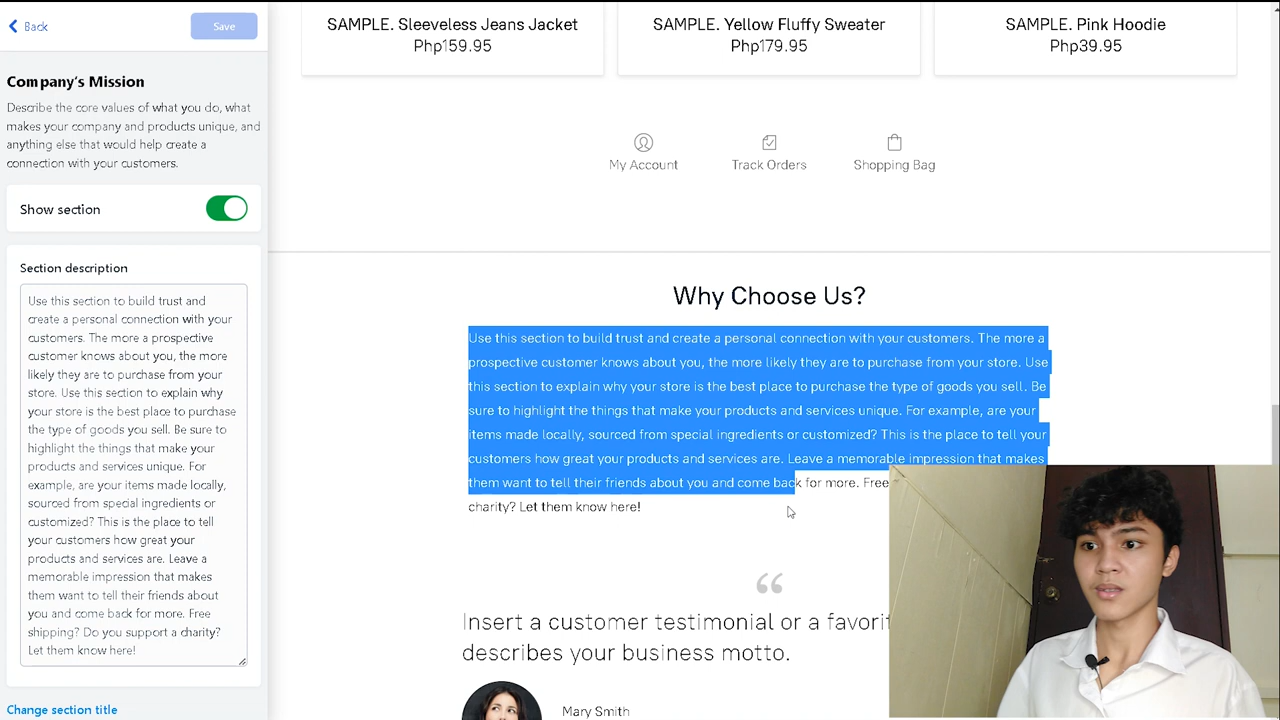 Back
Save
Company's Mission
Describe the core values of what you do, what
makes your company and products unique, and
anything else that would help create a
connection with your customers.
Show section
Section description
Use this section to build trust and
create a personal connection with your
customers. The more a prospective
customer knows about you, the more
likely they are to purchase from your
store. Use this section to explain why
your store is the best place to purchase
the type of goods you sell. Be sure to
highlight the things that make your
products and services unique. For
example, are your items made locally,
sourced from special ingredients or
customized? This is the place to tell
your customers how great your
products and services are. Leave a
memorable impression that makes
them want to tell their friends about
you and come back for more. Free
shipping? Do you support a charity?
Let them know here!
Change section title
SAMPLE. Sleeveless Jeans Jacket
Php159.95
SAMPLE. Yellow Fluffy Sweater
Php179.95
SAMPLE. Pink Hoodie
Php39.95
My Account
Track Orders
Shopping Bag
Why Choose Us?
Use this section to build trust and create a personal connection with your customers. The more a
prospective customer knows about you, the more likely they are to purchase from your store. Use
this section to explain why your store is the best place to purchase the type of goods you sell. Be
sure to highlight the things that make your products and services unique. For example, are your
items made locally, sourced from special ingredients or customized? This is the place to tell your
customers how great your products and services are. Leave a memorable impression that makes
them want to tell their friends about you and come back for more. Free
charity? Let them know here!
Insert a customer testimonial or a favorit
describes your business motto.
Mary Smith